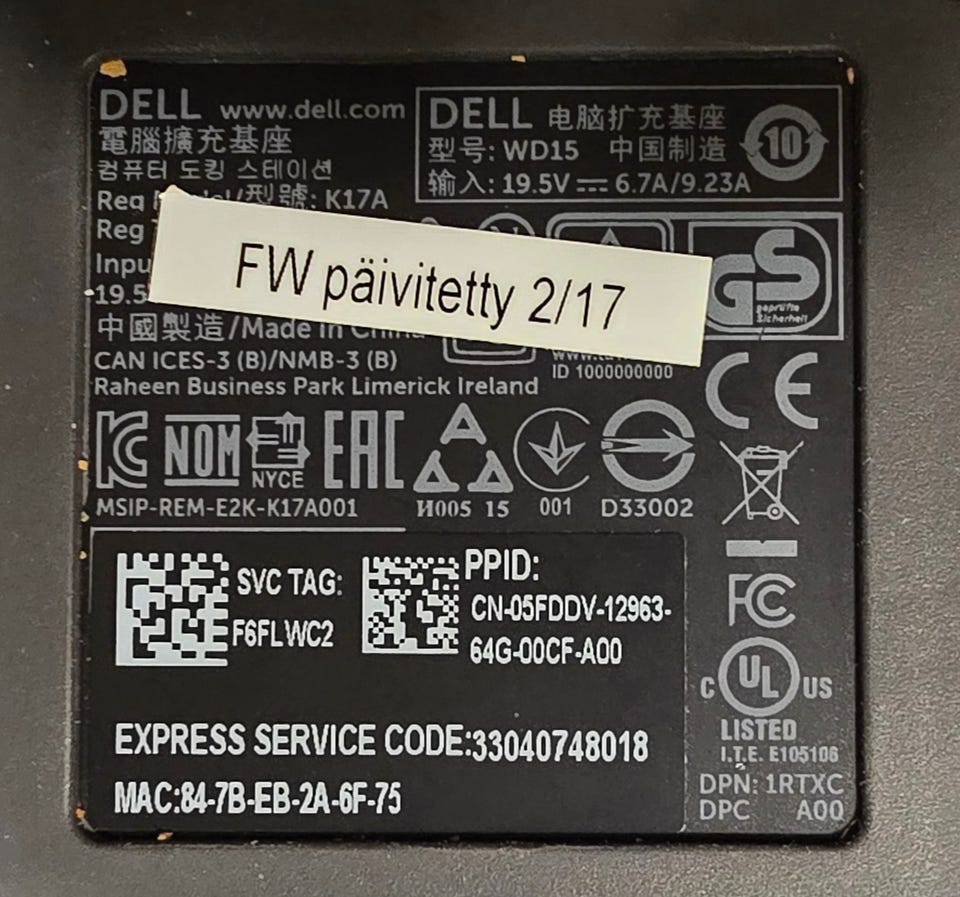 DELL www.dell.com
電腦擴充基座
컴퓨터 도킹 스테이션
Reg Model/型號: K17A
Reg
Inpu
19.5
中國製造/Made in China
CAN ICES-3 (B)/NMB-3 (B)
Raheen Business Park Limerick Ireland
DELL 电脑扩充基座
型号: WD15 中国制造
输入: 19.5V ⎓ 6.7A/9.23A
10
FW päivitetty 2/17
GS
geprüfte
Sicherheit
ID 1000000000
CE
KC NOM NYCE EAC
MSIP-REM-E2K-K17A001
И005 15
001
D33002
SVC TAG:
F6FLWC2
PPID:
CN-05FDDV-12963-
64G-00CF-A00
EXPRESS SERVICE CODE:33040748018
MAC:84-7B-EB-2A-6F-75
FC
C UL US
LISTED
I.T.E. E105106
DPN: 1RTXC
DPC A00